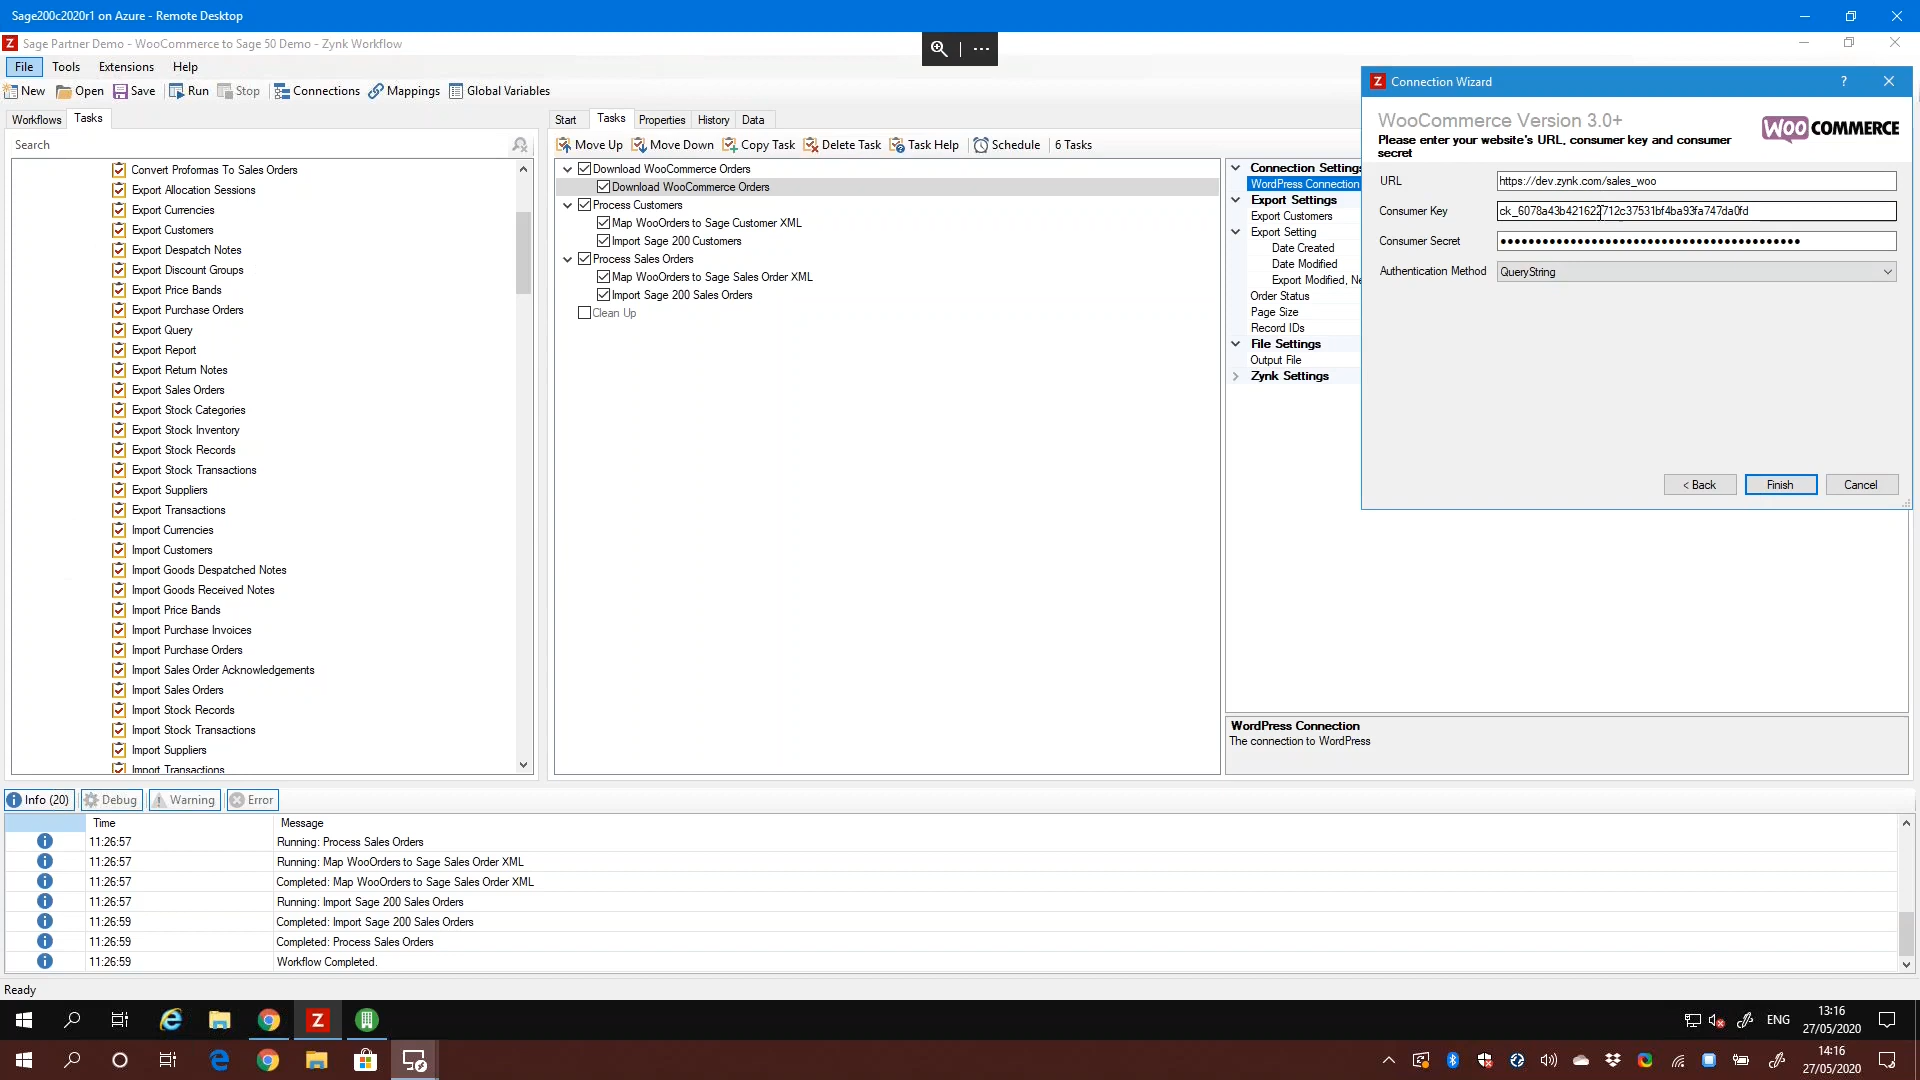 Sage200c2020r1 on Azure - Remote Desktop
Sage Partner Demo - WooCommerce to Sage 50 Demo - Zynk Workflow
File Tools Extensions Help
New Open Save Run Stop Connections Mappings Global Variables
Workflows Tasks
Search
Convert Proformas To Sales Orders
Export Allocation Sessions
Export Currencies
Export Customers
Export Despatch Notes
Export Discount Groups
Export Price Bands
Export Purchase Orders
Export Query
Export Report
Export Return Notes
Export Sales Orders
Export Stock Categories
Export Stock Inventory
Export Stock Records
Export Stock Transactions
Export Suppliers
Export Transactions
Import Currencies
Import Customers
Import Goods Despatched Notes
Import Goods Received Notes
Import Price Bands
Import Purchase Invoices
Import Purchase Orders
Import Sales Order Acknowledgements
Import Sales Orders
Import Stock Records
Import Stock Transactions
Import Suppliers
Import Transactions
Start Tasks Properties History Data
Move Up Move Down Copy Task Delete Task Task Help Schedule 6 Tasks
Download WooCommerce Orders
Download WooCommerce Orders
Process Customers
Map WooOrders to Sage Customer XML
Import Sage 200 Customers
Process Sales Orders
Map WooOrders to Sage Sales Order XML
Import Sage 200 Sales Orders
Clean Up
Connection Settings
WordPress Connection
Export Settings
Export Customers
Export Setting
Date Created
Date Modified
Export Modified, Ne
Order Status
Page Size
Record IDs
File Settings
Output File
Zynk Settings
WordPress Connection
The connection to WordPress
Connection Wizard
WooCommerce Version 3.0+
Please enter your website's URL, consumer key and consumer
secret
WOOCOMMERCE
URL https://dev.zynk.com/sales_woo
Consumer Key
Consumer Secret
Authentication Method QueryString
< Back Finish Cancel
Info (20) Debug Warning Error
Time Message
11:26:57 Running: Process Sales Orders
11:26:57 Running: Map WooOrders to Sage Sales Order XML
11:26:57 Completed: Map WooOrders to Sage Sales Order XML
11:26:57 Running: Import Sage 200 Sales Orders
11:26:59 Completed: Import Sage 200 Sales Orders
11:26:59 Completed: Process Sales Orders
11:26:59 Workflow Completed.
Ready
ENG
13:16
27/05/2020
14:16
27/05/2020